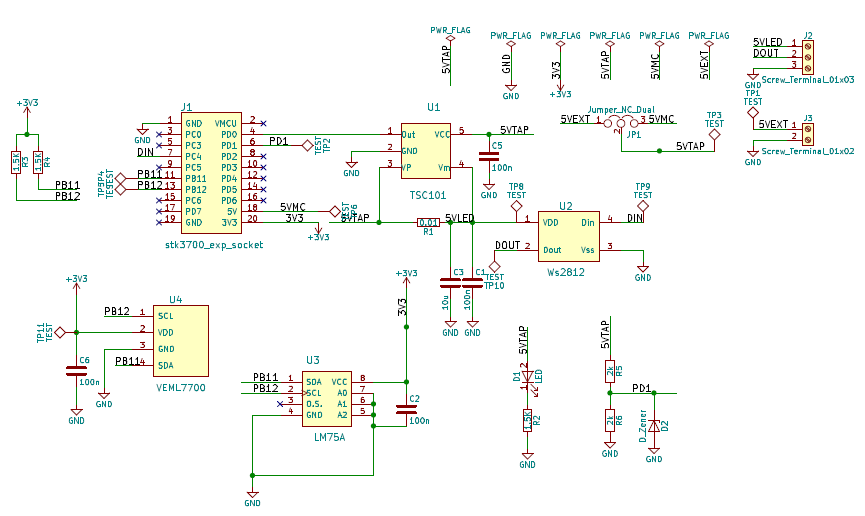 PWR_FLAG
5VTAP
PWR_FLAG
GND
GND
PWR_FLAG
3V3
+3V3
PWR_FLAG
5VTAP
PWR_FLAG
5VMC
PWR_FLAG
5VEXT
J2
5VLED 1
DOUT 2
3
GND
Screw_Terminal_01x03
TP1
TEST
J3
5VEXT 1
2
GND
Screw_Terminal_01x02
Jumper_NC_Dual
5VEXT 1
3 5VMC
2 JP1
5VTAP
TP3
TEST
+3V3
1.5K
R3
1.5K
R4
PB11
PB12
J1
GND
1 GND VMCU 2
3 PC0 PD0 4
5 PC3 PD1 6 PD1
TEST
TP2
DIN 7 PC4 PD2 8
9 PC5 PD3 10
PB11 11 PB11 PD4 12
PB12 13 PB12 PD5 14
15 PC6 PD6 16
17 PD7 5V 18 5VMC
19 GND 3V3 20 3V3
TEST
+3V3
stk3700_exp_socket
U1
1 Out VCC 5 5VTAP
2 GND
GND
3 VP Vm 4
TSC101
C5
100n
GND
5VTAP
0.01
R1
5VLED
TP8
TEST
U2
1 VDD Din 4 DIN
DOUT 2 Dout Vss 3
Ws2812
TP9
TEST
GND
TEST
TP10
C3
10u
GND
C1
100n
GND
+3V3
TP11
TEST
C6
100n
GND
U4
PB12 1 SCL
2 VDD
3 GND
PB11 4 SDA
VEML7700
GND
+3V3
3V3
U3
PB11 1 SDA VCC 8
PB12 2 SCL A0 7
3 O.S. A1 6
4 GND A2 5
LM75A
C2
100n
GND
5VTAP
D1
2
LED
1
1.5K
R2
GND
5VTAP
2k
R5
PD1
2k
R6
GND
D_Zener
D2
GND